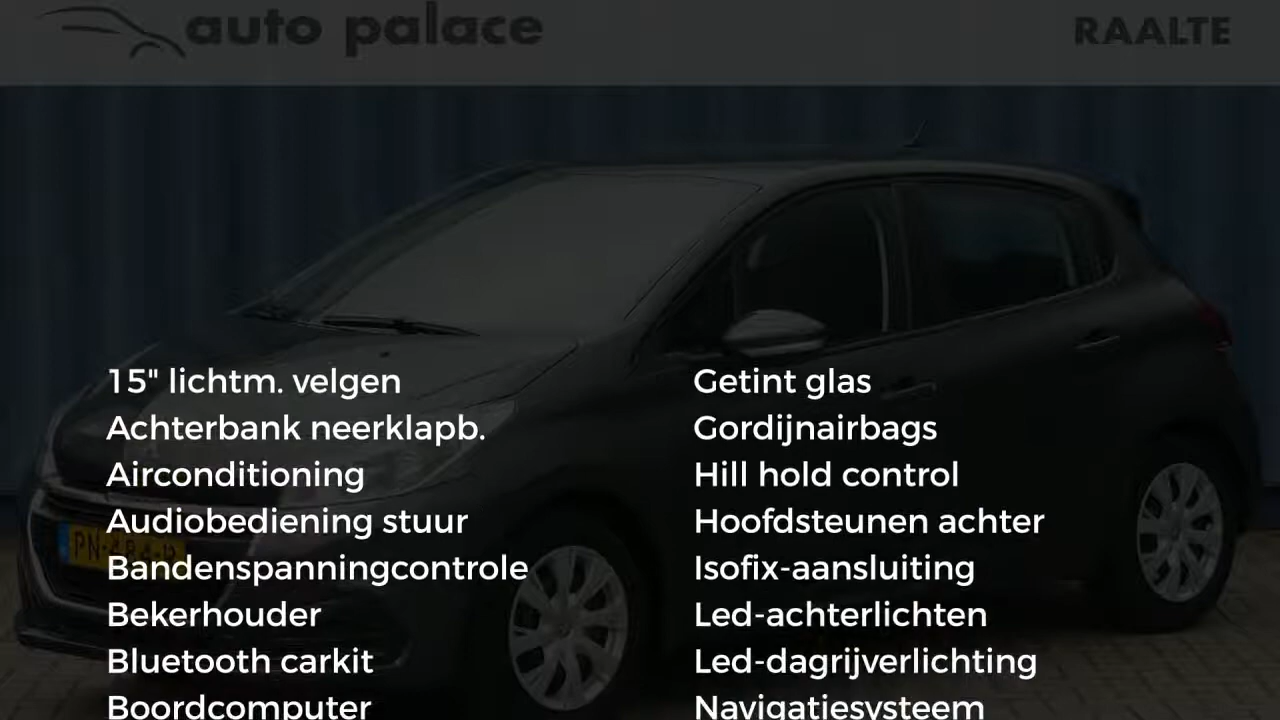 auto palace
RAALTE
15" lichtm. velgen
Achterbank neerklapb.
Airconditioning
Audiobediening stuur
Bandenspanningcontrole
Bekerhouder
Bluetooth carkit
Boordcomputer
Getint glas
Gordijnairbags
Hill hold control
Hoofdsteunen achter
Isofix-aansluiting
Led-achterlichten
Led-dagrijverlichting
Navigatiesysteem